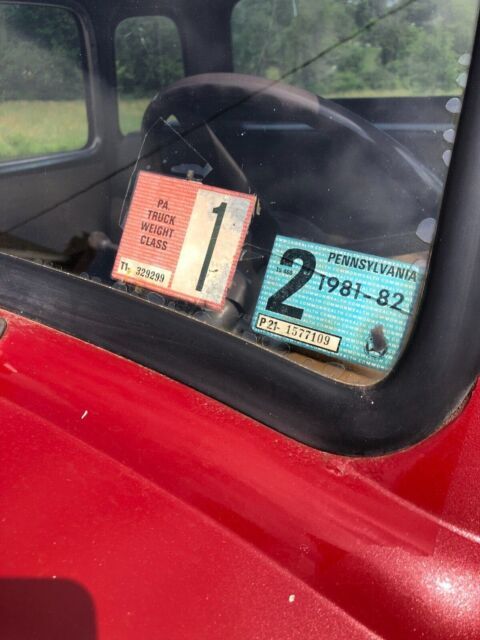 PA.
TRUCK
WEIGHT
CLASS
1
T1- 329299
PENNSYLVANIA
2
1981-82
P21- 1577109